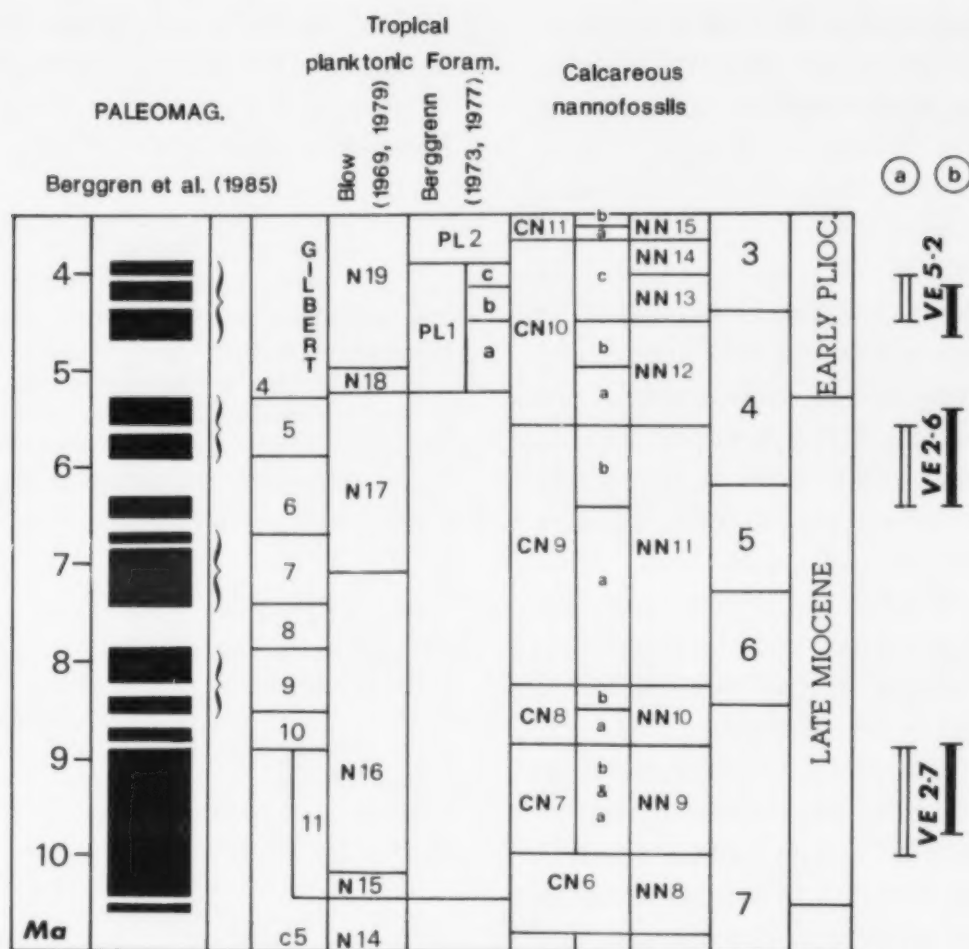 Tropical
planktonic Foram.
Calcareous
nannofossils
PALEOMAG.
Berggren et al. (1985)
Blow
(1969, 1979)
Berggrenn
(1973, 1977)
a
b
4
5
6
7
8
9
10
Ma
GILBERT
4
5
6
7
8
9
10
11
c5
N19
N18
N17
N16
N15
N14
PL 2
PL1
c
b
a
CN11
CN10
CN9
CN8
CN7
CN6
b
a
c
b
a
b
a
b
a
b
&
a
NN15
NN14
NN13
NN12
NN11
NN10
NN9
NN8
3
4
5
6
7
EARLY PLIOC.
LATE MIOCENE
VE 5-2
VE 2-6
VE 2-7